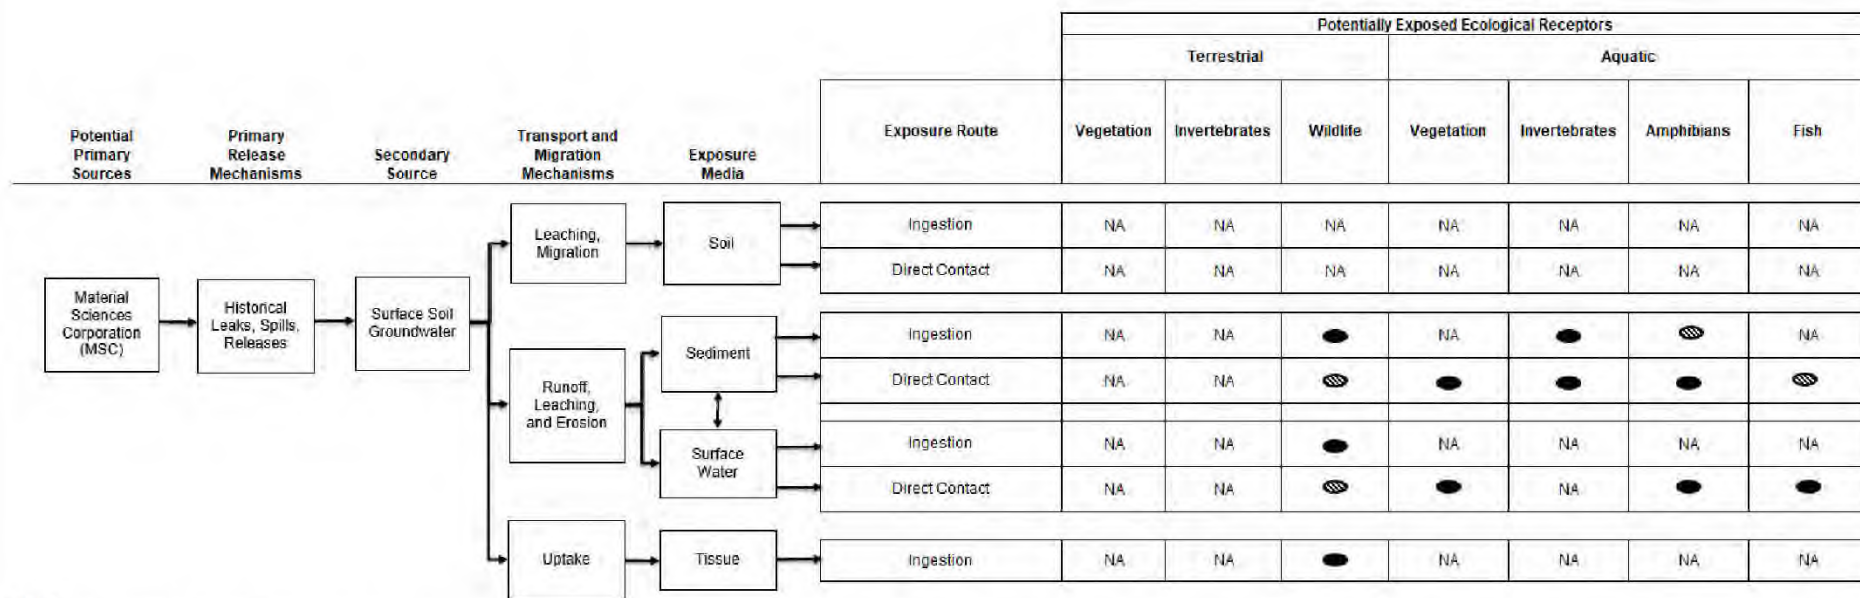 Potentially Exposed Ecological Receptors
Terrestrial
Aquatic
Potential
Primary
Sources
Primary
Release
Mechanisms
Secondary
Source
Transport and
Migration
Mechanisms
Exposure
Media
Exposure Route
Vegetation
Invertebrates
Wildlife
Vegetation
Invertebrates
Amphibians
Fish
Material
Sciences
Corporation
(MSC)
Historical
Leaks, Spills,
Releases
Surface Soil
Groundwater
Leaching,
Migration
Soil
Ingestion NA NA NA NA NA NA NA
Direct Contact NA NA NA NA NA NA NA
Runoff,
Leaching,
and Erosion
Sediment
Ingestion NA NA NA NA
Direct Contact NA NA
Surface
Water
Ingestion NA NA NA NA NA NA
Direct Contact NA NA NA
Uptake
Tissue
Ingestion NA NA NA NA NA NA